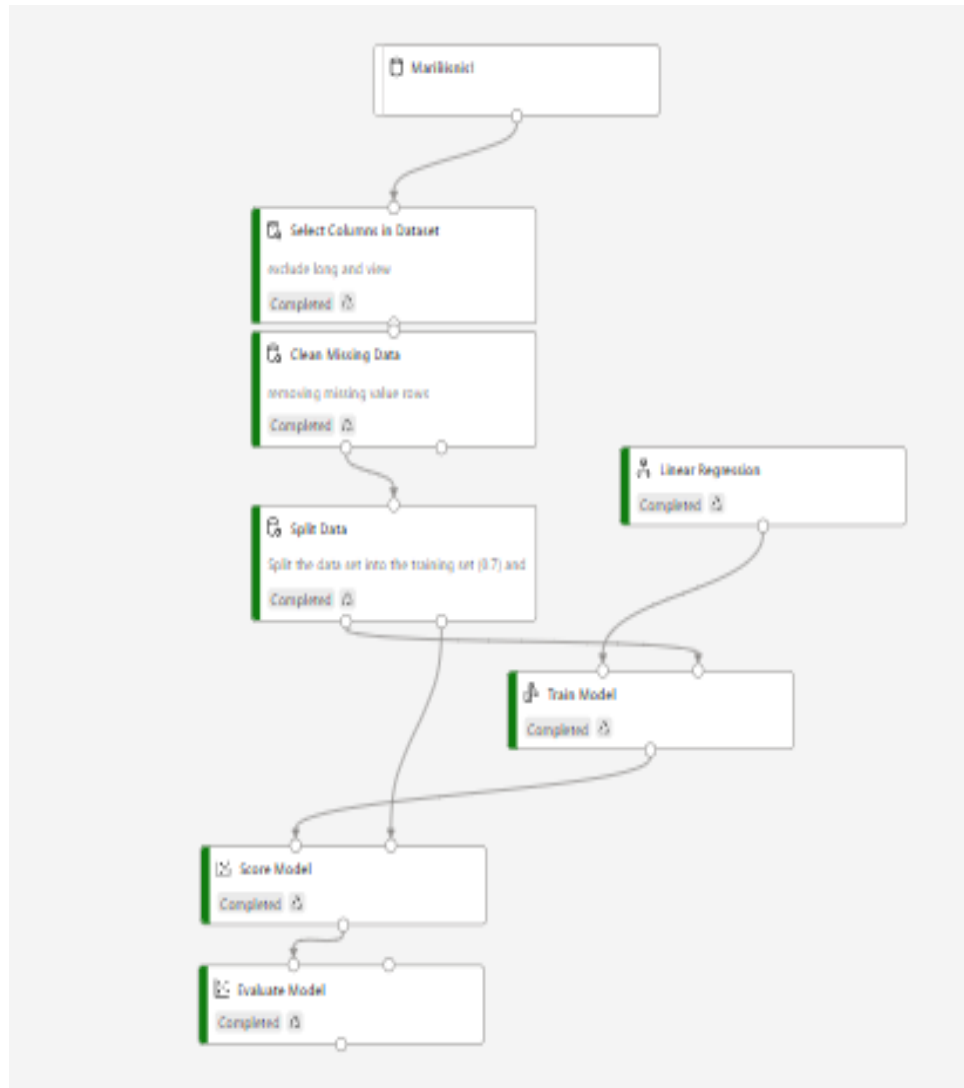 Select Columns in Dataset
exclude long and view
Completed
Clean Missing Data
removing missing value rows
Completed
Linear Regression
Completed
Split Data
Split the data set into the training set (0.7) and
Completed
Train Model
Completed
Score Model
Completed
Evaluate Model
Completed